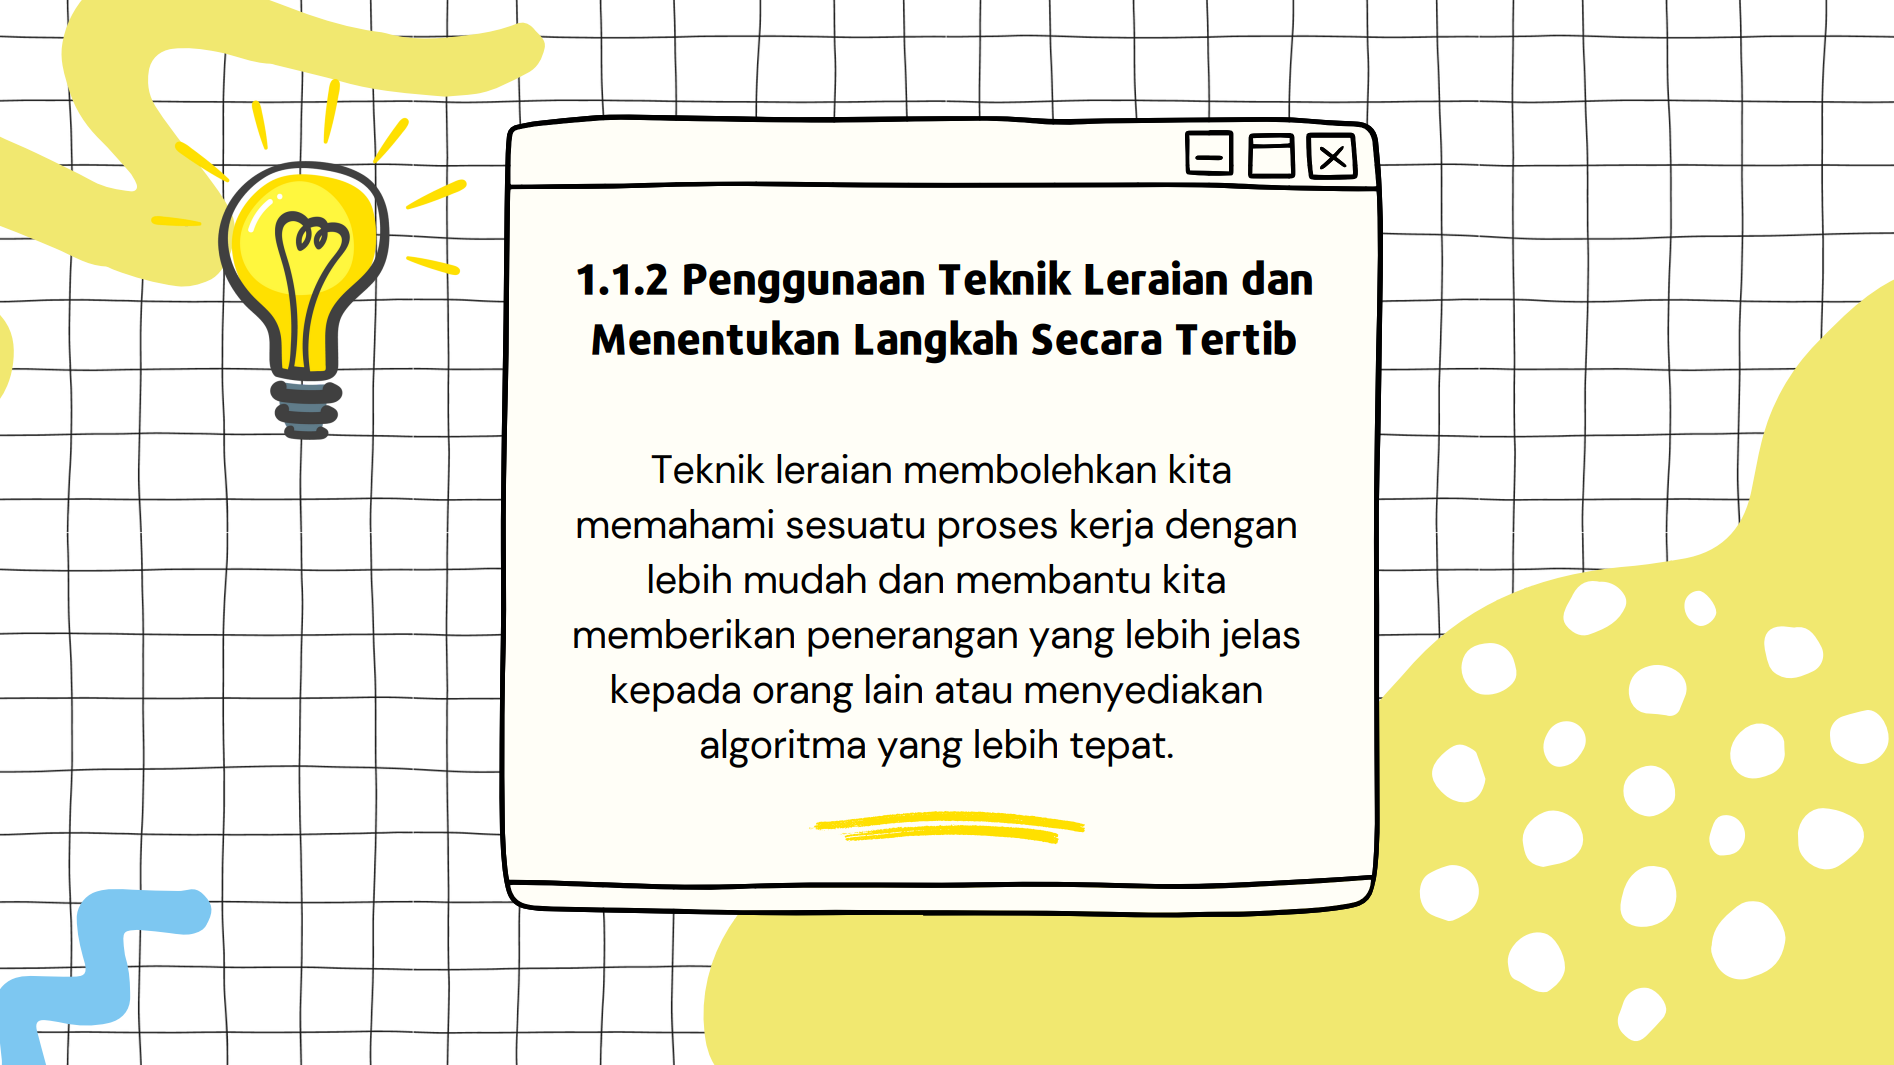 1.1.2 Penggunaan Teknik Leraian dan
Menentukan Langkah Secara Tertib
Teknik leraian membolehkan kita
memahami sesuatu proses kerja dengan
lebih mudah dan membantu kita
memberikan penerangan yang lebih jelas
kepada orang lain atau menyediakan
algoritma yang lebih tepat.